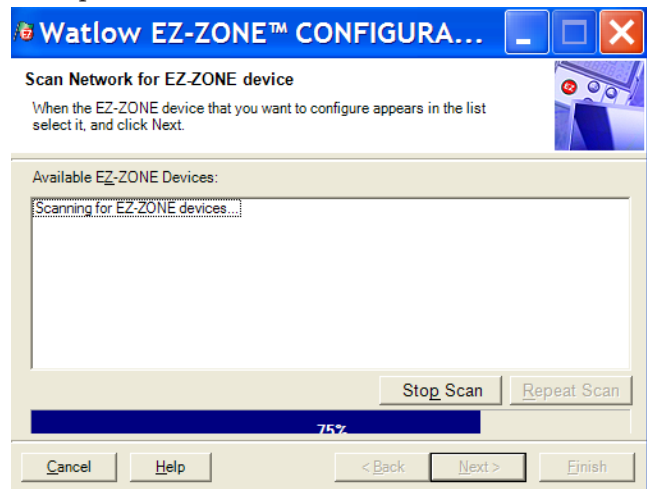 Watlow EZ-ZONE™ CONFIGURA...
Scan Network for EZ-ZONE device
When the EZ-ZONE device that you want to configure appears in the list
select it, and click Next.
Available EZ-ZONE Devices:
Scanning for EZ-ZONE devices...
Stop Scan
Repeat Scan
75%
Cancel
Help
< Back
Next >
Finish